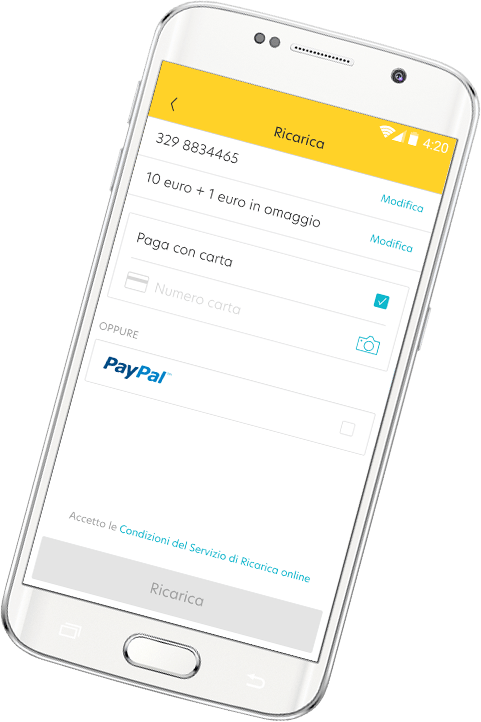 4:20
Ricarica
329 8834465
Modifica
10 euro + 1 euro in omaggio
Modifica
Paga con carta
Numero carta
OPPURE
PayPal™
Accetto le Condizioni del Servizio di Ricarica online
Ricarica